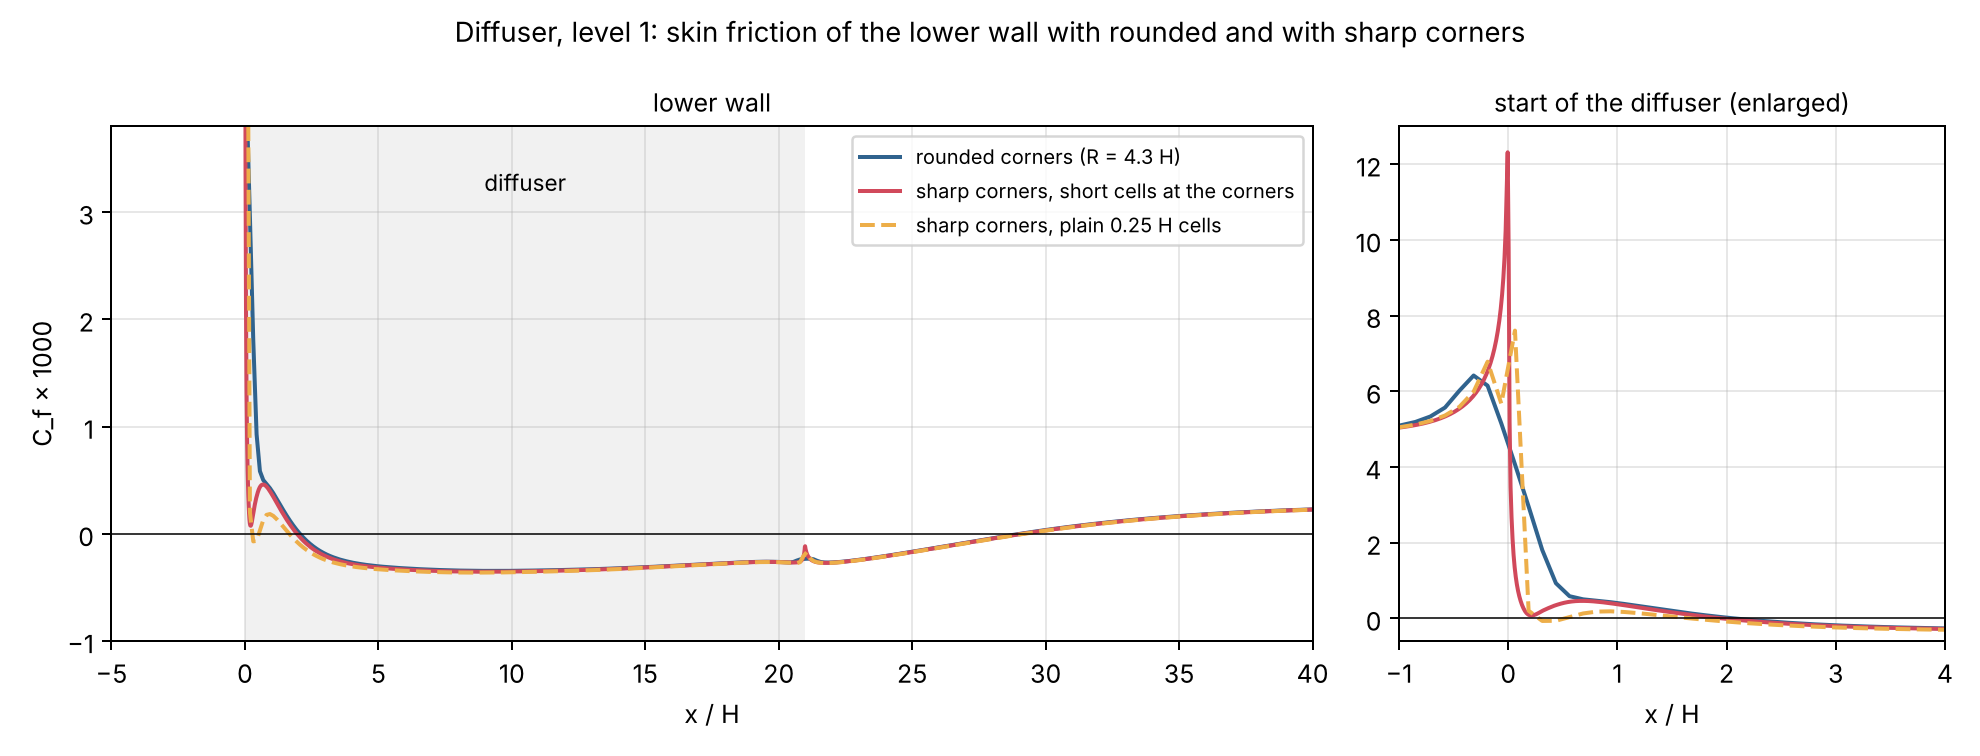 Diffuser, level 1: skin friction of the lower wall with rounded and with sharp corners
lower wall
C_f × 1000
3
2
1
0
−1
diffuser
rounded corners (R = 4.3 H)
sharp corners, short cells at the corners
sharp corners, plain 0.25 H cells
−5 0 5 10 15 20 25 30 35 40
x / H
start of the diffuser (enlarged)
12
10
8
6
4
2
0
−1 0 1 2 3 4
x / H